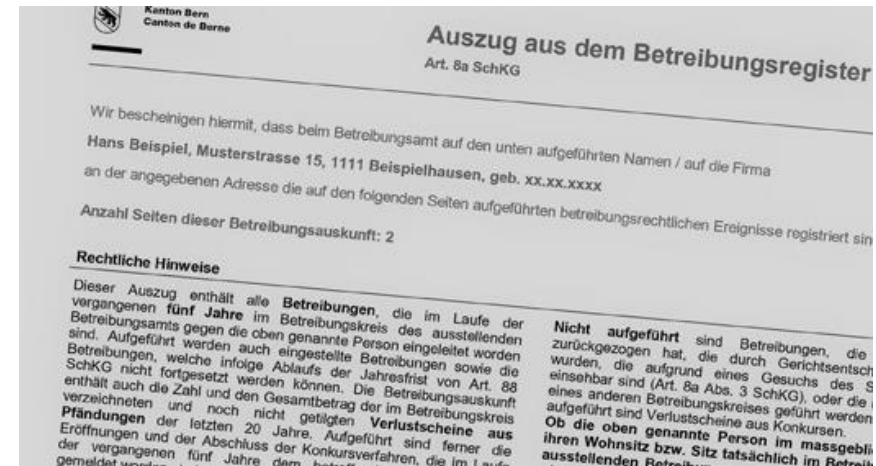 Kanton Bern
Canton de Berne
Auszug aus dem Betreibungsregister
Art. 8a SchKG
Wir bescheinigen hiermit, dass beim Betreibungsamt auf den unten aufgeführten Namen / auf die Firma
Hans Beispiel, Musterstrasse 15, 1111 Beispielhausen, geb. xx.xx.xxxx
an der angegebenen Adresse die auf den folgenden Seiten aufgeführten betreibungsrechtlichen Ereignisse registriert sin
Anzahl Seiten dieser Betreibungsauskunft: 2
Rechtliche Hinweise
Dieser Auszug enthält alle Betreibungen, die im Laufe der
vergangenen fünf Jahre im Betreibungskreis des ausstellenden
Betreibungsamts gegen die oben genannte Person eingeleitet worden
sind. Aufgeführt werden auch eingestellte Betreibungen sowie die
Betreibungen, welche infolge Ablaufs der Jahresfrist von Art. 88
SchKG nicht fortgesetzt werden können. Die Betreibungsauskunft
enthält auch die Zahl und den Gesamtbetrag der im Betreibungskreis
verzeichneten und noch nicht getilgten Verlustscheine aus
Pfändungen der letzten 20 Jahre. Aufgeführt sind ferner die
Eröffnungen und der Abschluss der Konkursverfahren, die im Laufe
der vergangenen fünf Jahre dem
gemeldet
Nicht aufgeführt sind Betreibungen, die
zurückgezogen hat, die durch Gerichtsentsch
wurden, die aufgrund eines Gesuchs des S
einsehbar sind (Art. 8a Abs. 3 SchKG), oder die
eines anderen Betreibungskreises geführt werden
aufgeführt sind Verlustscheine aus Konkursen.
Ob die oben genannte Person im massgebli
ihren Wohnsitz bzw. Sitz tatsächlich im Betreib
ausstellenden